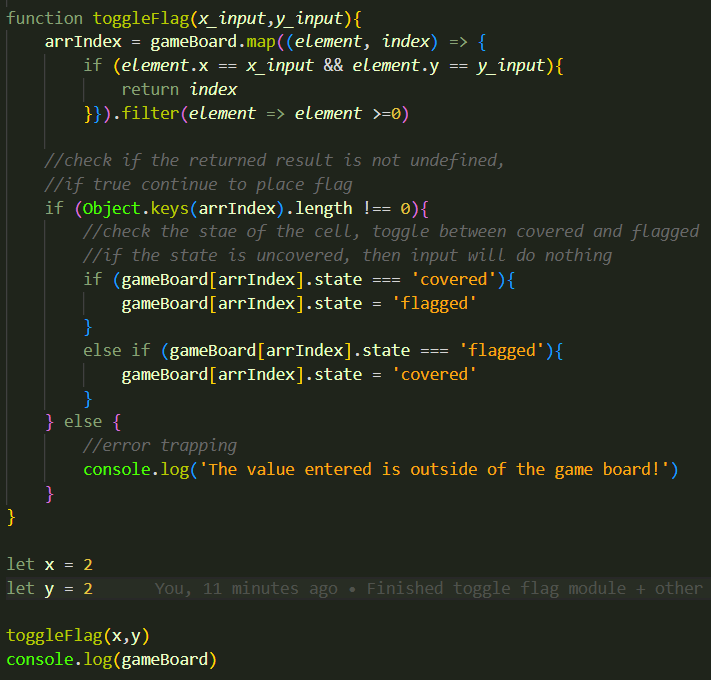 function toggleFlag(x_input,y_input){
    arrIndex = gameBoard.map((element, index) => {
        if (element.x == x_input && element.y == y_input){
            return index
        }}).filter(element => element >=0)
    //check if the returned result is not undefined,
    //if true continue to place flag
    if (Object.keys(arrIndex).length !== 0){
        //check the stae of the cell, toggle between covered and flagged
        //if the state is uncovered, then input will do nothing
        if (gameBoard[arrIndex].state === 'covered'){
            gameBoard[arrIndex].state = 'flagged'
        }
        else if (gameBoard[arrIndex].state === 'flagged'){
            gameBoard[arrIndex].state = 'covered'
        }
    } else {
        //error trapping
        console.log('The value entered is outside of the game board!')
    }
}
let x = 2
let y = 2 You, 11 minutes ago • Finished toggle flag module + other
toggleFlag(x,y)
console.log(gameBoard)